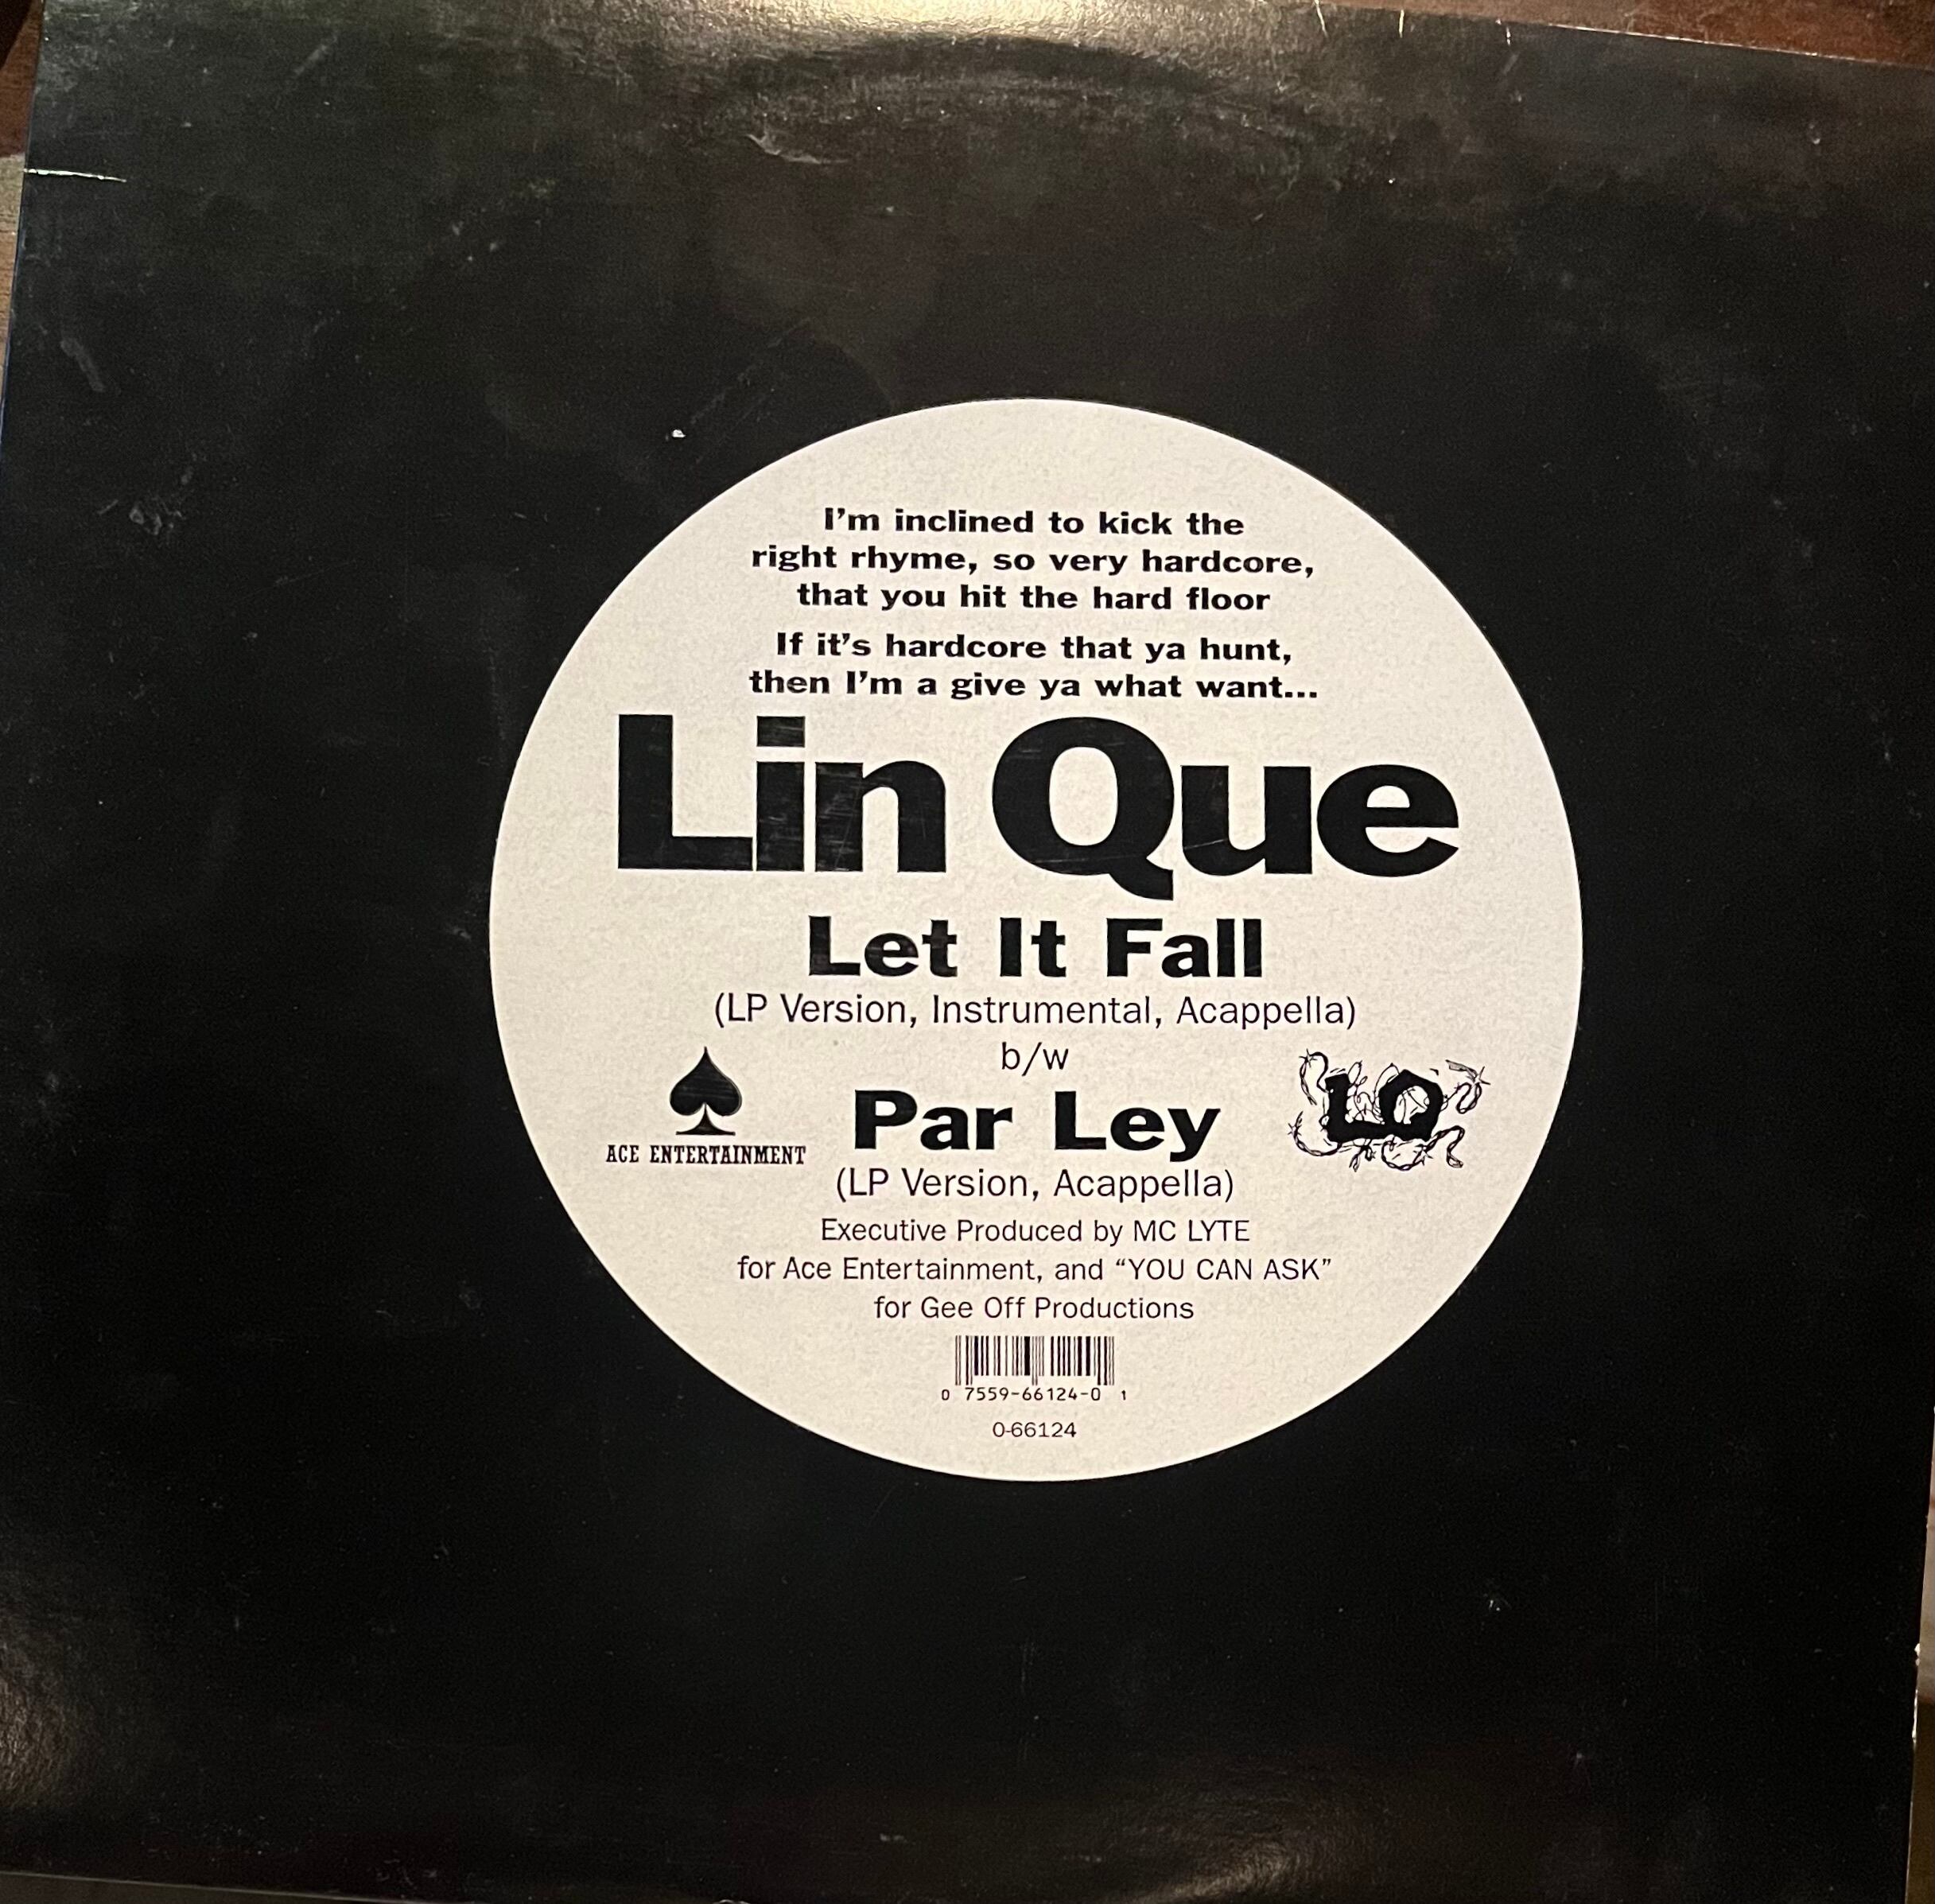 I'm inclined to kick the
right rhyme, so very hardcore,
that you hit the hard floor
If it's hardcore that ya hunt,
then I'm a give ya what want...
Lin Que
Let It Fall
(LP Version, Instrumental, Acappella)
b/w
Par Ley
ACE ENTERTAINMENT
LQ
(LP Version, Acappella)
Executive Produced by MC LYTE
for Ace Entertainment, and “YOU CAN ASK”
for Gee Off Productions
0 7559-66124-0 1
0-66124